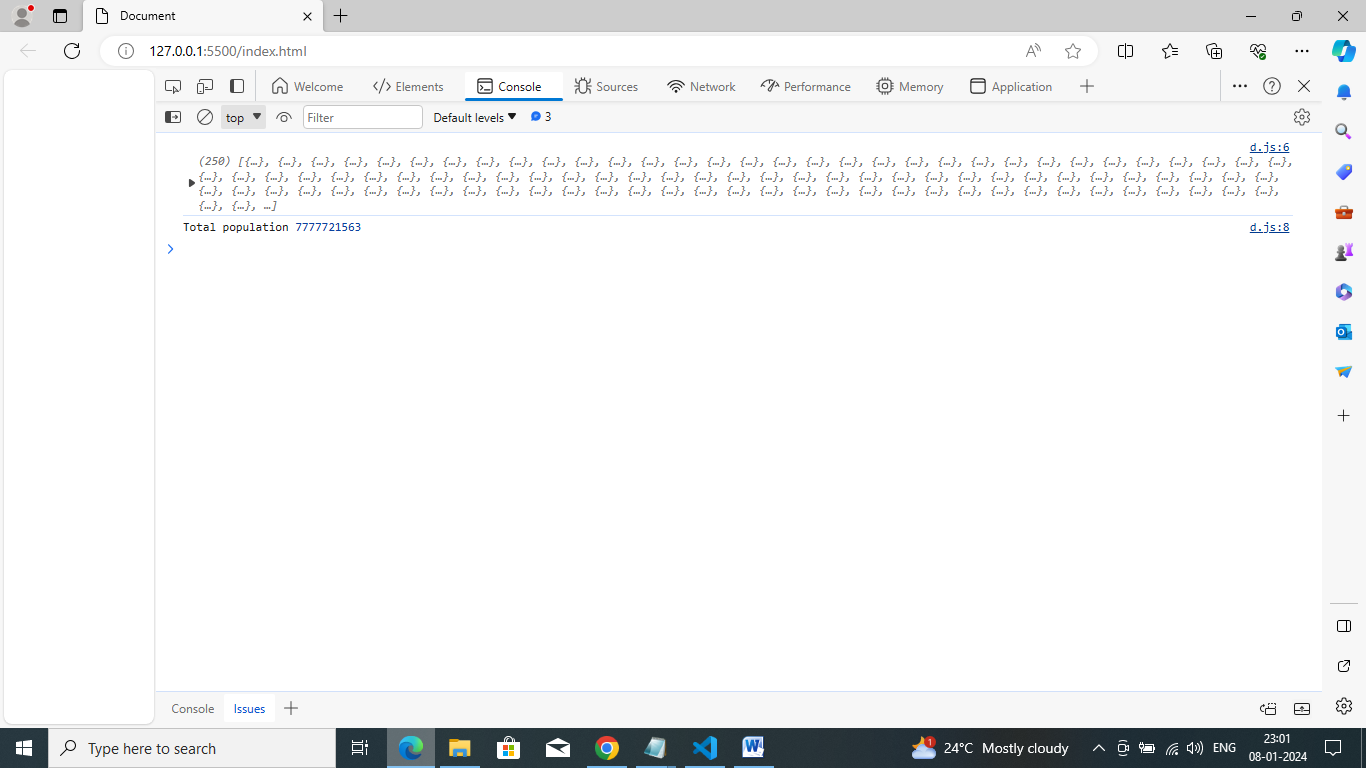 Document
127.0.0.1:5500/index.html
Welcome
Elements
Console
Sources
Network
Performance
Memory
Application
top
Filter
Default levels
3
d.js:6
(250) [{…}, {…}, {…}, {…}, {…}, {…}, {…}, {…}, {…}, {…}, {…}, {…}, {…}, {…}, {…}, {…}, {…}, {…}, {…}, {…}, {…}, {…}, {…}, {…}, {…}, {…}, {…}, {…}, {…}, {…}, {…}, {…},
{…}, {…}, {…}, {…}, {…}, {…}, {…}, {…}, {…}, {…}, {…}, {…}, {…}, {…}, {…}, {…}, {…}, {…}, {…}, {…}, {…}, {…}, {…}, {…}, {…}, {…}, {…}, {…}, {…}, {…}, {…}, {…}, {…},
{…}, {…}, {…}, {…}, {…}, {…}, {…}, {…}, {…}, {…}, {…}, {…}, {…}, {…}, {…}, {…}, {…}, {…}, {…}, {…}, {…}, {…}, {…}, {…}, {…}, {…}, {…}, {…}, {…}, {…}, {…}, {…}, {…},
{…}, {…}, …]
Total population 7777721563
d.js:8
Console
Issues
Type here to search
1
24°C Mostly cloudy
ENG
23:01
08-01-2024